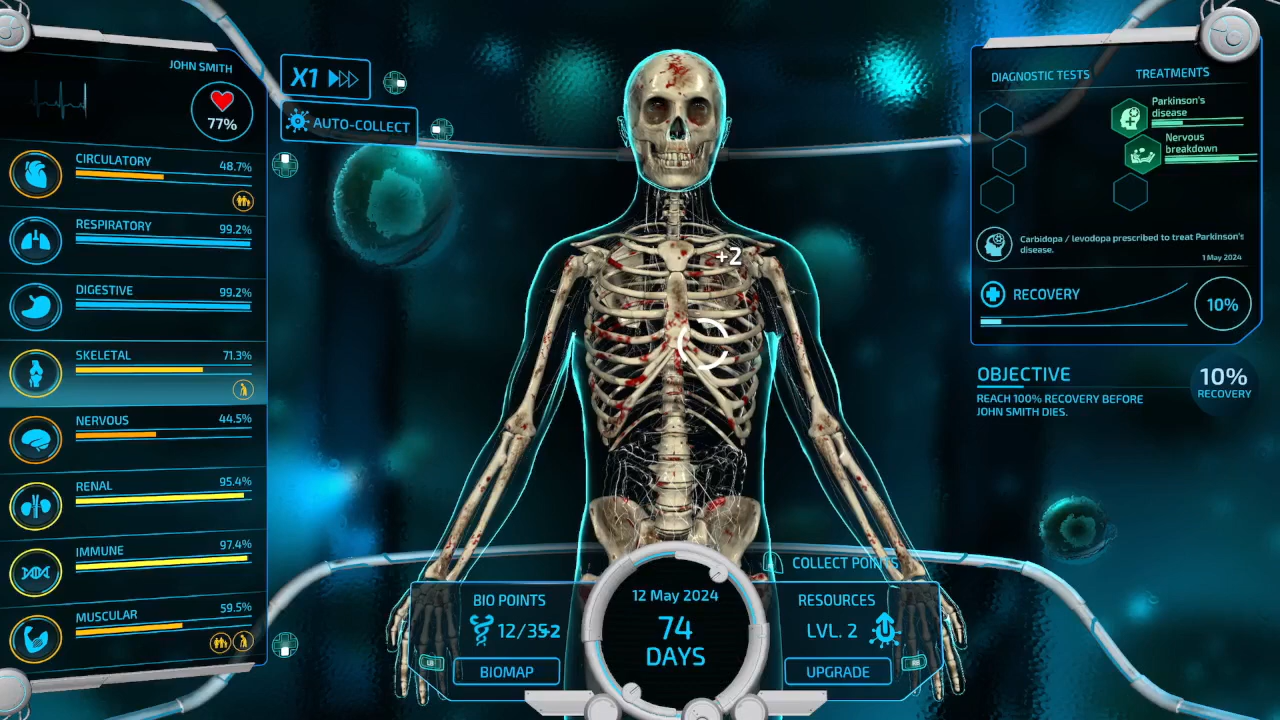 JOHN SMITH
77%
CIRCULATORY 48.7%
RESPIRATORY 99.2%
DIGESTIVE 99.2%
SKELETAL 71.3%
NERVOUS 44.5%
RENAL 95.4%
IMMUNE 97.4%
MUSCULAR 59.5%
X1
AUTO-COLLECT
+2
DIAGNOSTIC TESTS
TREATMENTS
Parkinson's
disease
Nervous
breakdown
Carbidopa / levodopa prescribed to treat Parkinson's
disease.
1 May 2024
RECOVERY
10%
OBJECTIVE
REACH 100% RECOVERY BEFORE
JOHN SMITH DIES.
10%
RECOVERY
COLLECT POINTS
BIO POINTS
12/35
BIOMAP
12 May 2024
74
DAYS
RESOURCES
LVL. 2
UPGRADE